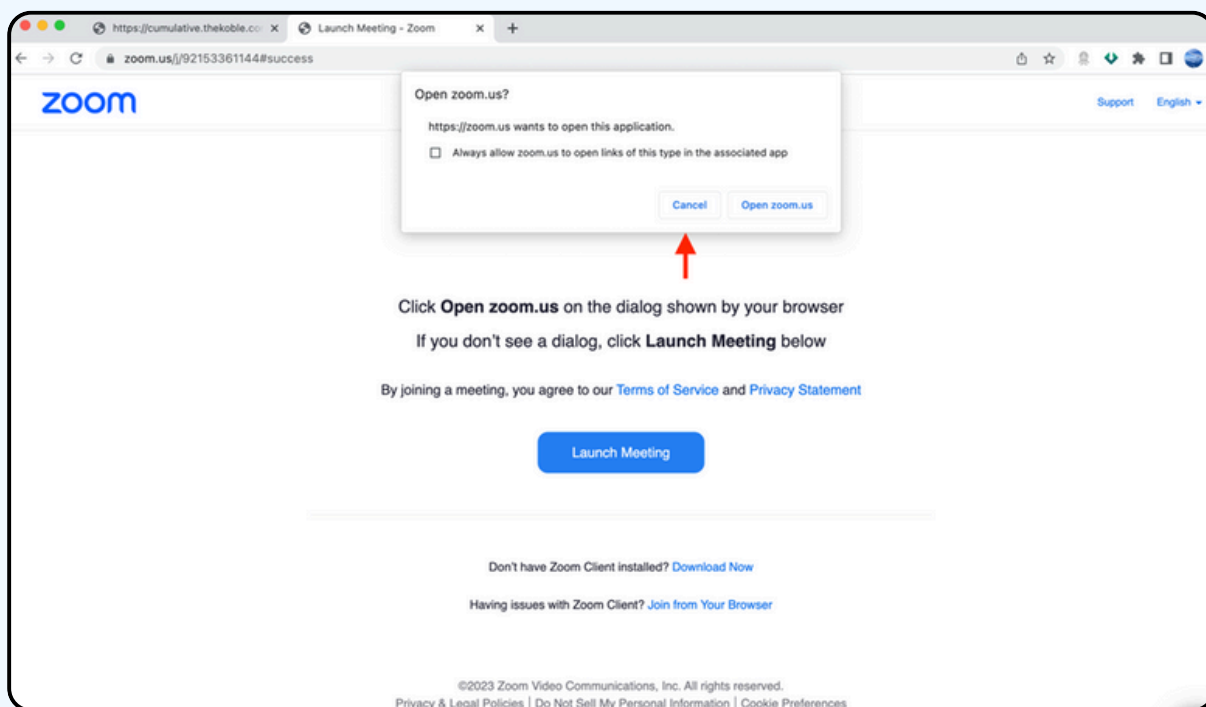 https://cumulative.thekoble.co
Launch Meeting - Zoom
zoom.us/j/92153361144#success
zoom
Support English
Open zoom.us?
https://zoom.us wants to open this application.
Always allow zoom.us to open links of this type in the associated app
Cancel Open zoom.us
Click Open zoom.us on the dialog shown by your browser
If you don't see a dialog, click Launch Meeting below
By joining a meeting, you agree to our Terms of Service and Privacy Statement
Launch Meeting
Don't have Zoom Client installed? Download Now
Having issues with Zoom Client? Join from Your Browser
©2023 Zoom Video Communications, Inc. All rights reserved.
Privacy & Legal Policies | Do Not Sell My Personal Information | Cookie Preferences